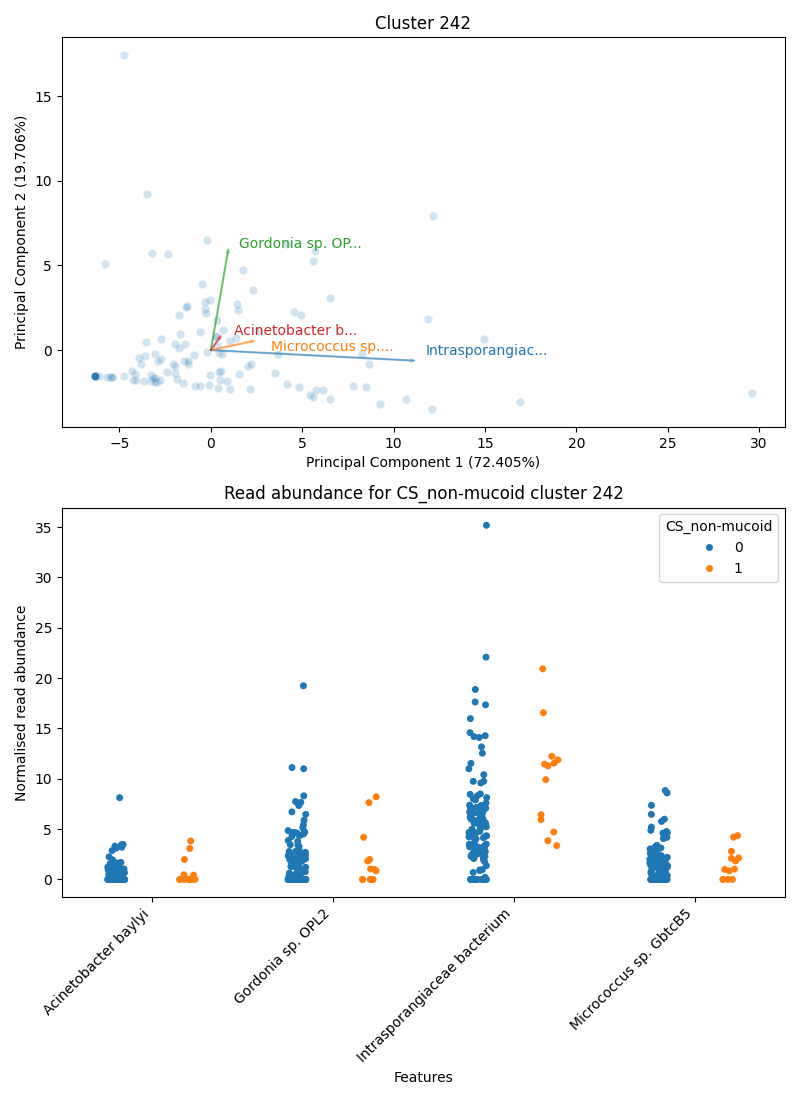 Cluster 242
Principal Component 2 (19.706%)
15
10
5
0
Gordonia sp. OP...
Acinetobacter b...
Micrococcus sp....
Intrasporangiac...
−5
0
5
10
15
20
25
30
Principal Component 1 (72.405%)
Read abundance for CS_non-mucoid cluster 242
Normalised read abundance
35
30
25
20
15
10
5
0
CS_non-mucoid
0
1
Acinetobacter baylyi
Gordonia sp. OPL2
Intrasporangiaceae bacterium
Micrococcus sp. GbtcB5
Features